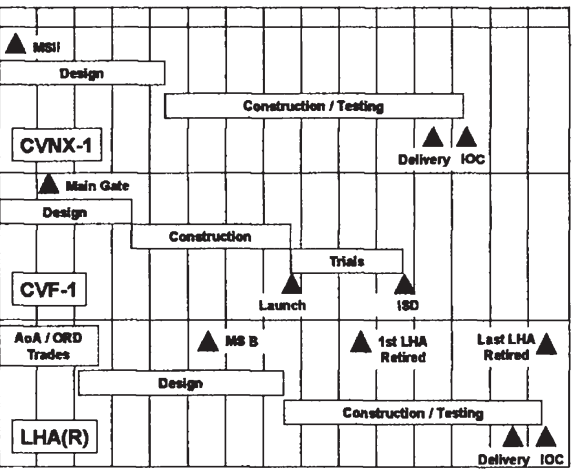 MSII
Design
Construction / Testing
CVNX-1
Delivery IOC
Main Gate
Design
Construction
Trials
CVF-1
Launch
ISD
AoA / ORD
Trades
MS B
1st LHA
Retired
Last LHA
Retired
Design
Construction / Testing
LHA(R)
Delivery IOC